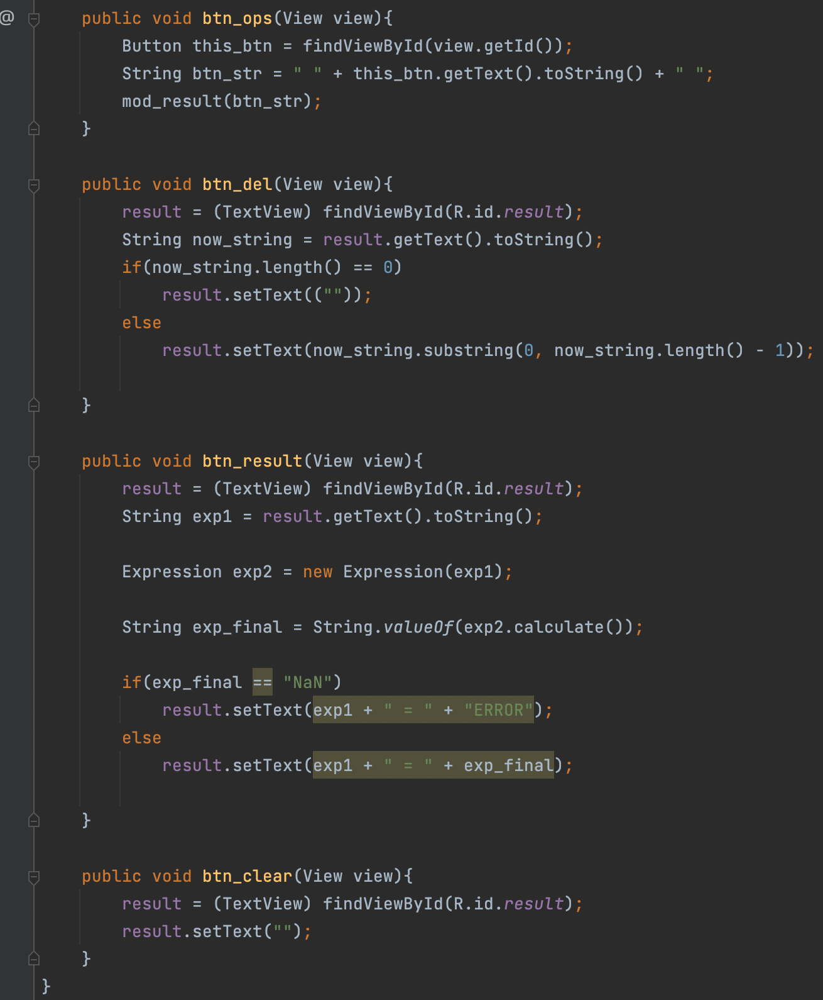 @ public void btn_ops(View view){
Button this_btn = findViewById(view.getId());
String btn_str = " " + this_btn.getText().toString() + " ";
mod_result(btn_str);
}
public void btn_del(View view){
result = (TextView) findViewById(R.id.result);
String now_string = result.getText().toString();
if(now_string.length() == 0)
result.setText((""));
else
result.setText(now_string.substring(0, now_string.length() - 1));
}
public void btn_result(View view){
result = (TextView) findViewById(R.id.result);
String exp1 = result.getText().toString();
Expression exp2 = new Expression(exp1);
String exp_final = String.valueOf(exp2.calculate());
if(exp_final == "NaN")
result.setText(exp1 + " = " + "ERROR");
else
result.setText(exp1 + " = " + exp_final);
}
public void btn_clear(View view){
result = (TextView) findViewById(R.id.result);
result.setText("");
}
}